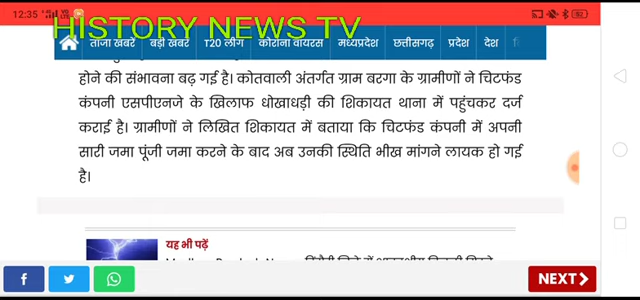 12:35
HISTORY NEWS TV
ताजा खबरें बड़ी खबरें T20 लीग कोरोना वायरस मध्यप्रदेश छत्तीसगढ़ प्रदेश देश
होने की संभावना बढ़ गई है। कोतवाली अंतर्गत ग्राम बरगा के ग्रामीणों ने चिटफंड
कंपनी एसपीएनजे के खिलाफ धोखाधड़ी की शिकायत थाना में पहुंचकर दर्ज
कराई है। ग्रामीणों ने लिखित शिकायत में बताया कि चिटफंड कंपनी में अपनी
सारी जमा पूंजी जमा करने के बाद अब उनकी स्थिति भीख मांगने लायक हो गई
है।
यह भी पढ़ें
NEXT